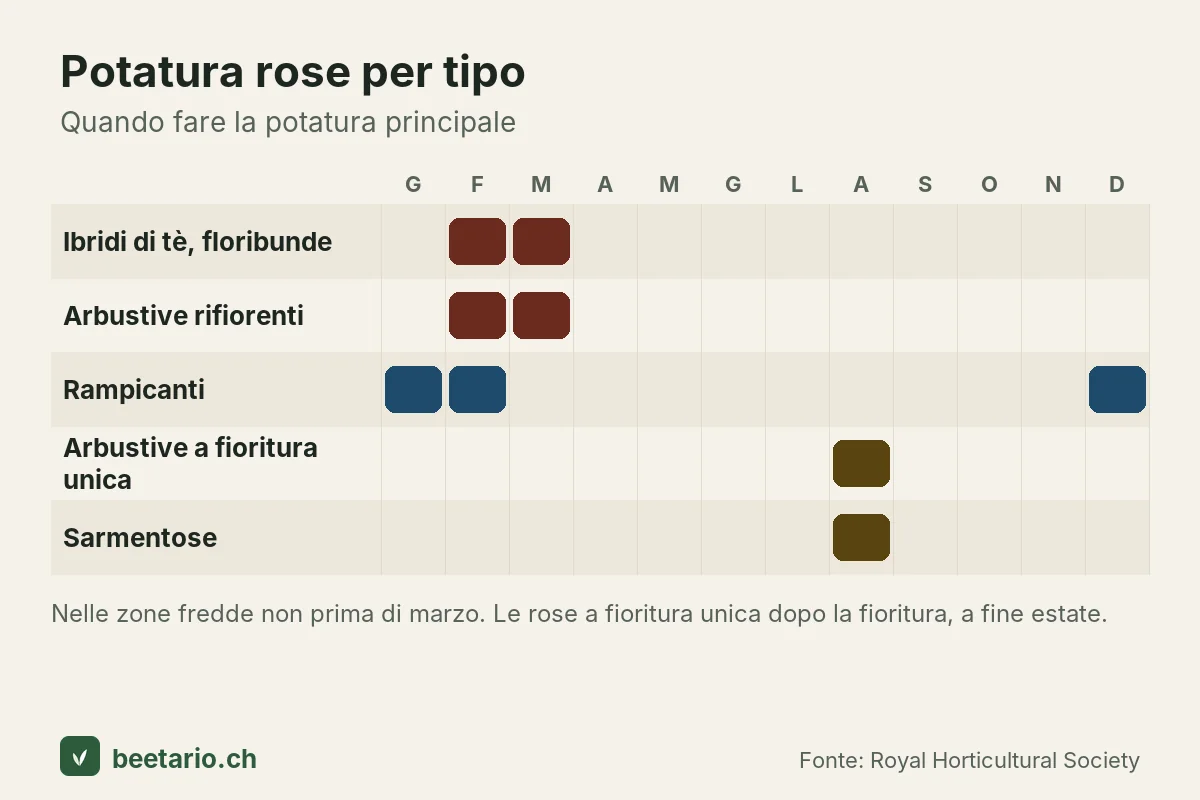 Potatura rose per tipo
Quando fare la potatura principale
G F M A M G L A S O N D
Ibridi di tè, floribunde
Arbustive rifiorenti
Rampicanti
Arbustive a fioritura
unica
Sarmentose
Nelle zone fredde non prima di marzo. Le rose a fioritura unica dopo la fioritura, a fine estate.
beetario.ch
Fonte: Royal Horticultural Society